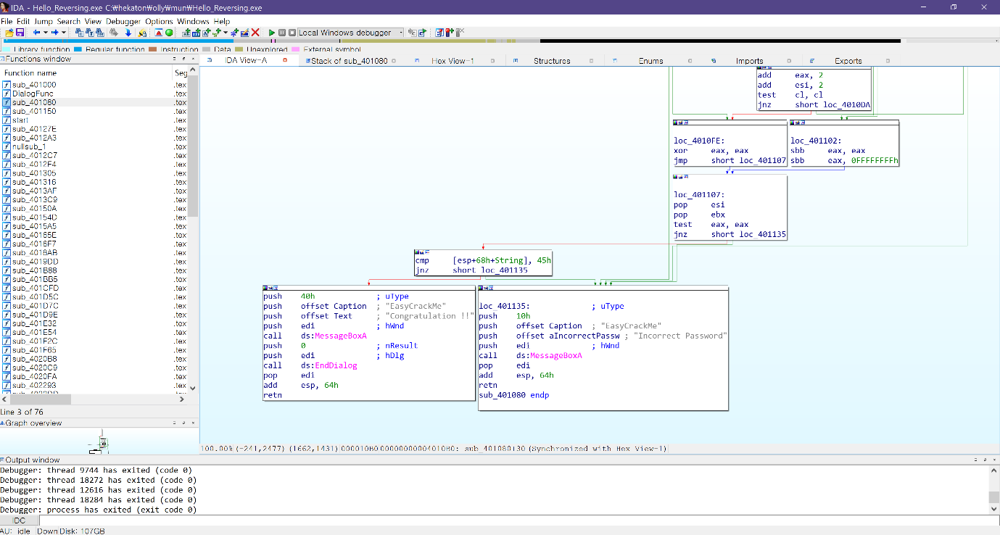 IDA - Hello_Reversing.exe C:₩hekaton₩olly₩mun₩Hello_Reversing.exe
File Edit Jump Search View Debugger Options Windows Help
Local Windows debugger
Library function Regular function Instruction Data Unexplored External symbol
Functions window
IDA View-A Stack of sub_401080 Hex View-1 Structures Enums Imports Exports
Function name Seg
sub_401000 .tex
DialogFunc .tex
sub_401080 .tex
sub_401150 .tex
start .tex
sub_40127E .tex
sub_4012A3 .tex
nullsub_1 .tex
sub_4012C7 .tex
sub_4012E4 .tex
sub_401305 .tex
sub_401316 .tex
sub_4013AF .tex
sub_4013C9 .tex
sub_40150A .tex
sub_40154D .tex
sub_4015A5 .tex
sub_40165E .tex
sub_4016F7 .tex
sub_4018AB .tex
sub_4019DD .tex
sub_401B88 .tex
sub_401BB5 .tex
sub_401CFD .tex
sub_401D5C .tex
sub_401D7C .tex
sub_401D9E .tex
sub_401E32 .tex
sub_401E54 .tex
sub_401F2C .tex
sub_401F65 .tex
sub_4020B8 .tex
sub_4020C9 .tex
sub_4020FA .tex
sub_402293 .tex
Line 3 of 76
Graph overview
add eax, 2
add esi, 2
test cl, cl
jnz short loc_4010DA
loc_4010FE:
xor eax, eax
jmp short loc_401107
loc_401102:
sbb eax, eax
sbb eax, 0FFFFFFFFh
loc_401107:
pop esi
pop ebx
test eax, eax
jnz short loc_401135
cmp [esp+68h+String], 45h
jnz short loc_401135
push 40h ; uType
push offset Caption ; "EasyCrackMe"
push offset Text ; "Congratulation !!"
push edi ; hWnd
call ds:MessageBoxA
push 0 ; nResult
push edi ; hDlg
call ds:EndDialog
pop edi
add esp, 64h
retn
loc_401135: ; uType
push 10h
push offset Caption ; "EasyCrackMe"
push offset aIncorrectPassw ; "Incorrect Password"
push edi ; hWnd
call ds:MessageBoxA
pop edi
add esp, 64h
retn
sub_401080 endp
100.00% (-241,2477) (1662,1431) 000010B0 00000000004010B0: sub_401080+30 (Synchronized with Hex View-1)
Output window
Debugger: thread 9744 has exited (code 0)
Debugger: thread 18272 has exited (code 0)
Debugger: thread 12616 has exited (code 0)
Debugger: thread 18284 has exited (code 0)
Debugger: process has exited (exit code 0)
IDC
AU: idle Down Disk: 107GB